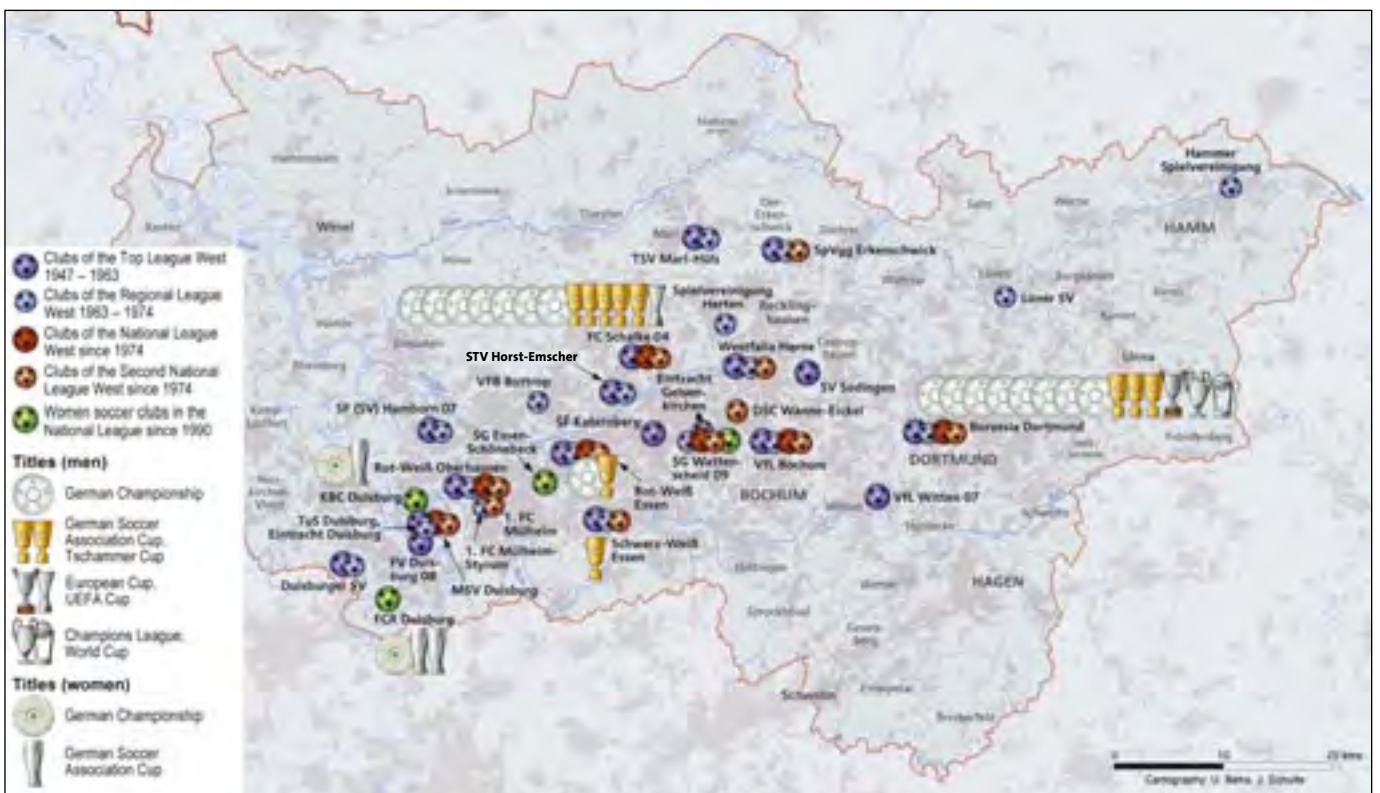 Hammer
Spielvereinigung
HAMM
Wesel
Marl
TSV Marl-Hüls
SpVgg Erkenschwick
Lünen
Lüner SV
Spielvereinigung
Herten
FC Schalke 04
Westfalia Herne
Unna
STV Horst-Emscher
VFB Bottrop
Eintracht
Gelsen-
kirchen
SV Sodingen
DSC Wanne-Eickel
SF (SV) Hamborn 07
SF Katernberg
Borussia Dortmund
DORTMUND
SG Essen-
Schönebeck
SG Watten-
scheid 09
VfL Bochum
Rot-Weiß Oberhausen
Rot-Weiß
Essen
BOCHUM
KBC Duisburg
VfL Witten 07
TuS Duisburg,
Eintracht Duisburg
1. FC
Mülheim
1. FC Mülheim-
Styrum
Schwarz-Weiß
Essen
FV Duis-
burg 08
MSV Duisburg
Duisburger SV
HAGEN
FCR Duisburg
Schwelm
Clubs of the Top League West
1947 – 1963
Clubs of the Regional League
West 1963 – 1974
Clubs of the National League
West since 1974
Clubs of the Second National
League West since 1974
Women soccer clubs in the
National League since 1990
Titles (men)
German Championship
German Soccer
Association Cup,
Tschammer Cup
European Cup,
UEFA Cup
Champions League,
World Cup
Titles (women)
German Championship
German Soccer
Association Cup
0 10 20 kms
Cartography: U. J. Schulte